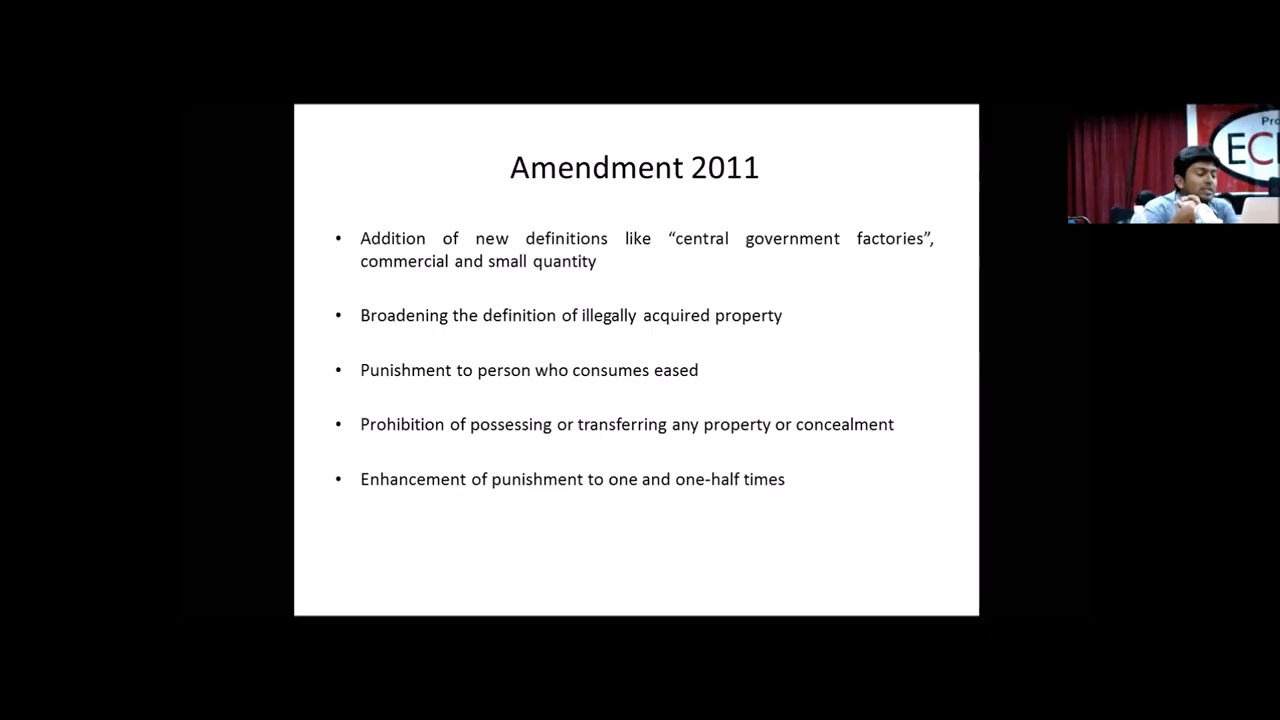 Amendment 2011
• Addition of new definitions like “central government factories”,
commercial and small quantity
• Broadening the definition of illegally acquired property
• Punishment to person who consumes eased
• Prohibition of possessing or transferring any property or concealment
• Enhancement of punishment to one and one-half times